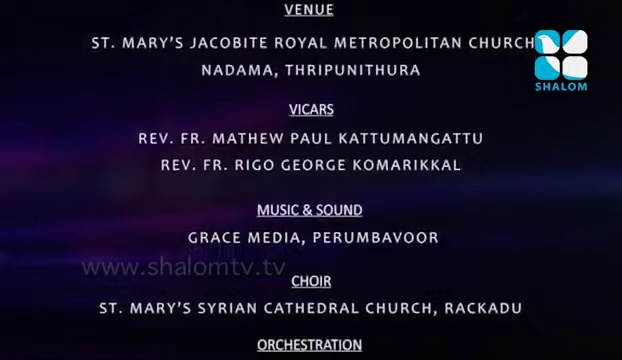 VENUE
ST. MARY'S JACOBITE ROYAL METROPOLITAN CHURCH
NADAMA, THRIPUNITHURA
SHALOM
VICARS
REV. FR. MATHEW PAUL KATTUMANGATTU
REV. FR. RIGO GEORGE KOMARIKKAL
MUSIC & SOUND
GRACE MEDIA, PERUMBAVOOR
www.shalomtv.tv
CHOIR
ST. MARY'S SYRIAN CATHEDRAL CHURCH, RACKADU
ORCHESTRATION